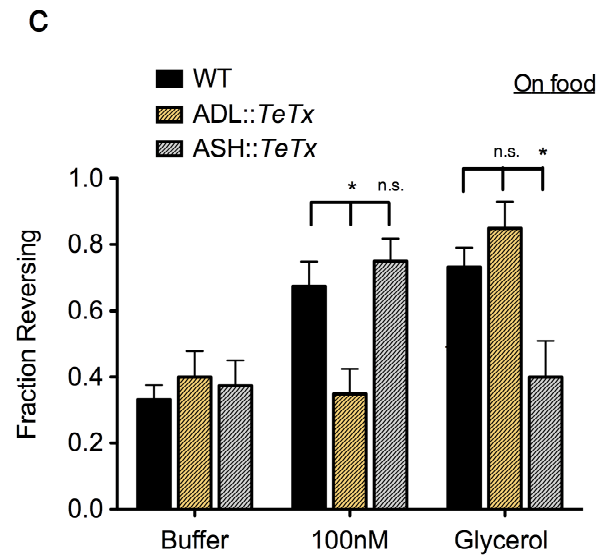 C
WT
On food
ADL::TeTx
ASH::TeTx
n.s. *
* n.s.
1.0
0.8
0.6
0.4
0.2
0.0
Fraction Reversing
Buffer 100nM Glycerol